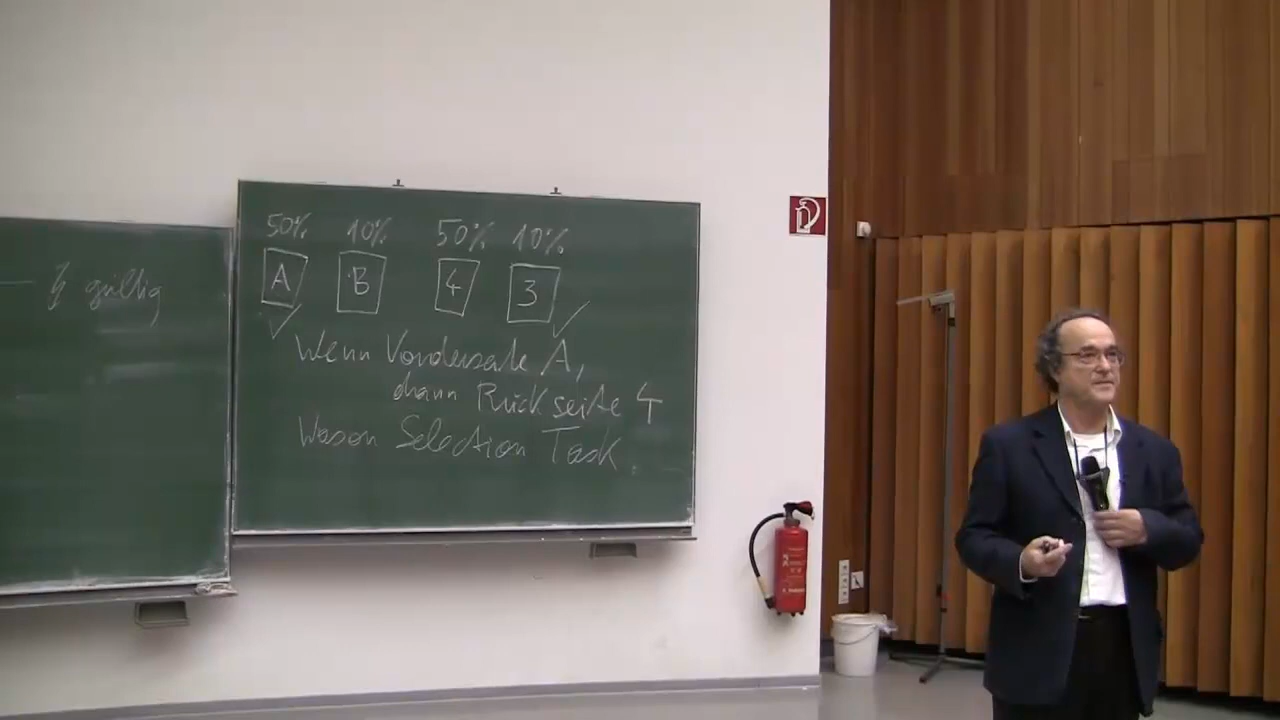 gültig
50% 10% 50% 10%
A B 4 3
Wenn Vorderseite A,
dann Rückseite 4
Wason Selection Task